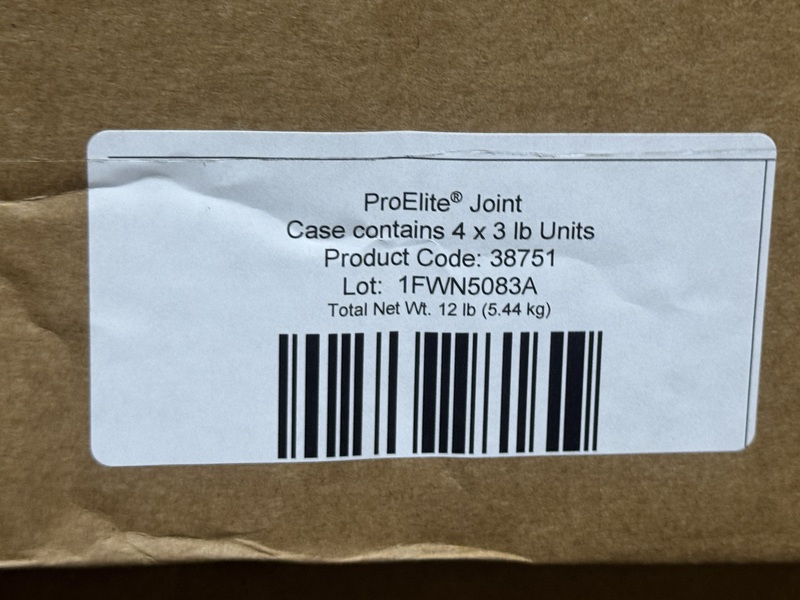 ProElite® Joint
Case contains 4 x 3 lb Units
Product Code: 38751
Lot: 1FWN5083A
Total Net Wt. 12 lb (5.44 kg)